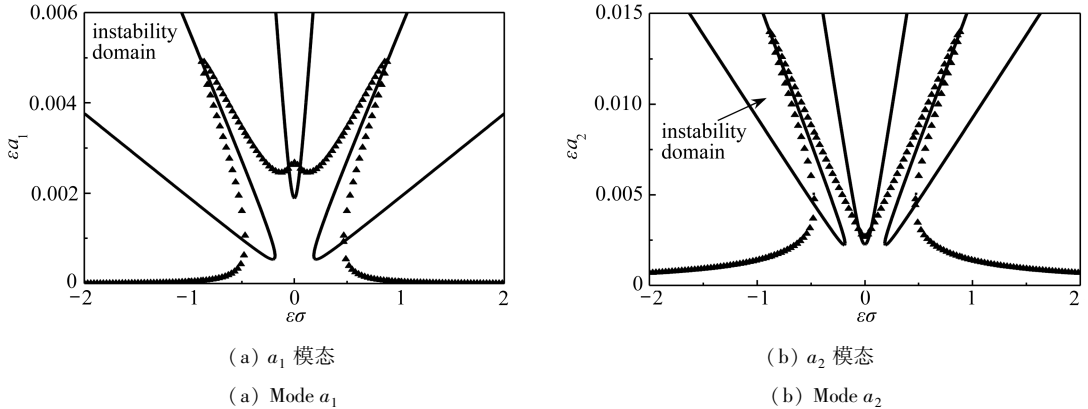 0.006
instability
domain
0.004
εa₁
0.002
0
−2
−1
0
1
2
εσ
(a) a₁ 模态
(a) Mode a₁
0.015
0.010
instability
domain
εa₂
0.005
0
−2
−1
0
1
2
εσ
(b) a₂ 模态
(b) Mode a₂